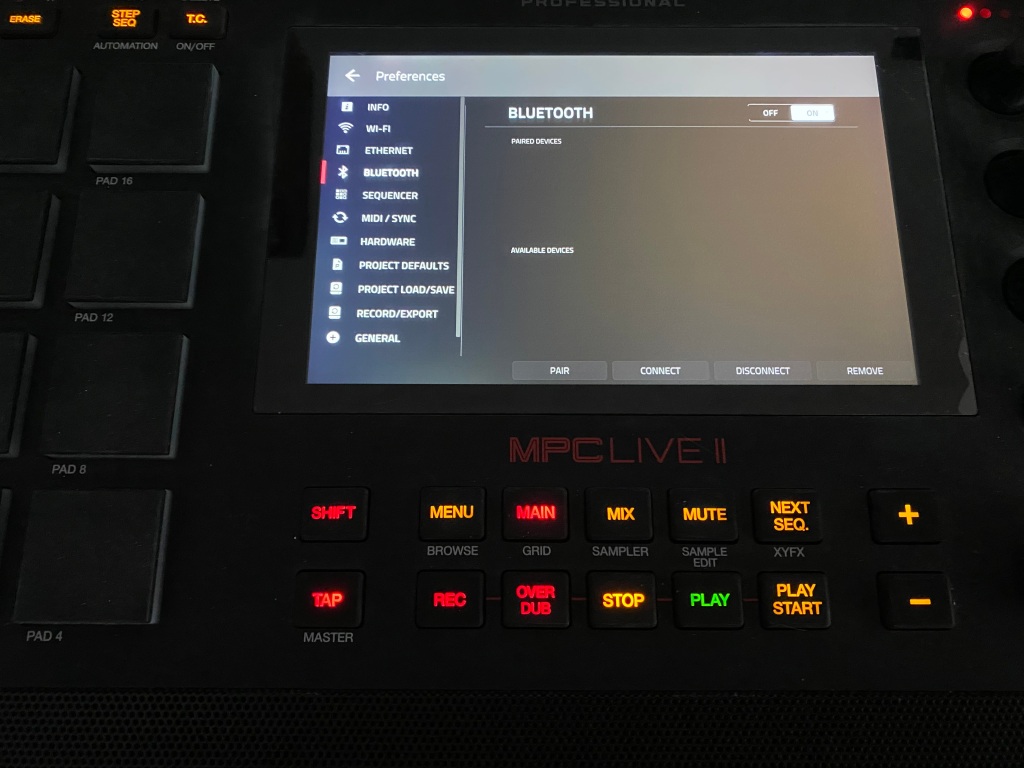 PROFESSIONAL
ERASE
STEP
SEQ
T.C.
AUTOMATION
ON/OFF
Preferences
INFO
WI-FI
ETHERNET
BLUETOOTH
SEQUENCER
MIDI / SYNC
HARDWARE
PROJECT DEFAULTS
PROJECT LOAD/SAVE
RECORD/EXPORT
GENERAL
BLUETOOTH
OFF
ON
PAIRED DEVICES
AVAILABLE DEVICES
PAIR
CONNECT
DISCONNECT
REMOVE
PAD 16
PAD 12
PAD 8
PAD 4
MPC LIVE II
SHIFT
MENU
MAIN
MIX
MUTE
NEXT
SEQ.
+
BROWSE
GRID
SAMPLER
SAMPLE
EDIT
XYFX
TAP
REC
OVER
DUB
STOP
PLAY
PLAY
START
−
MASTER